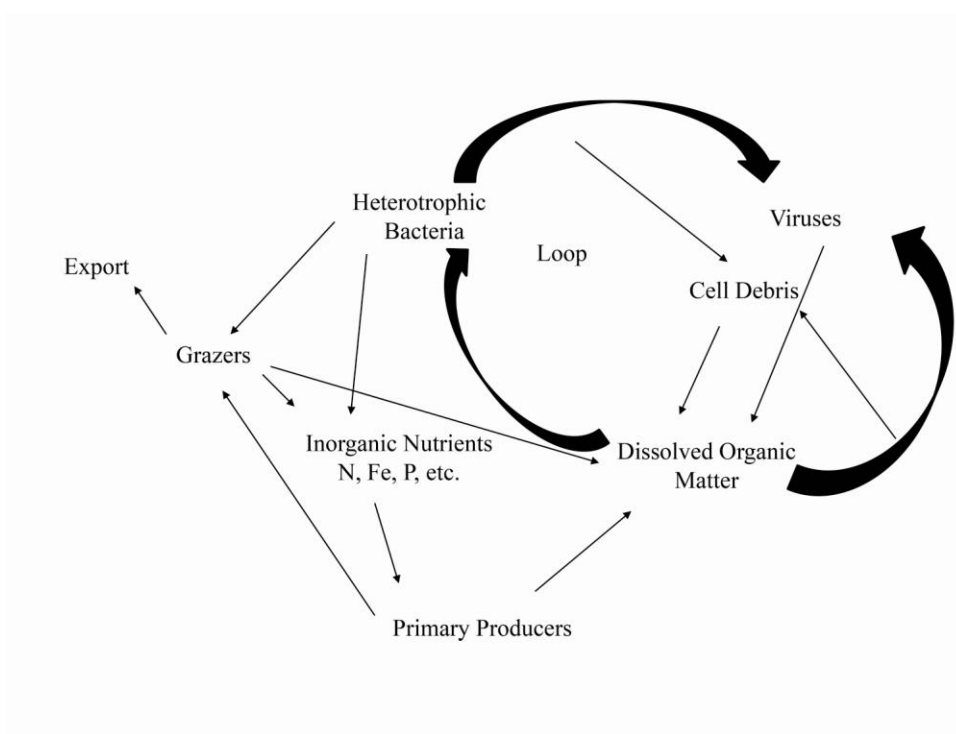 Heterotrophic
Bacteria
Viruses
Loop
Export
Cell Debris
Grazers
Inorganic Nutrients
N, Fe, P, etc.
Dissolved Organic
Matter
Primary Producers